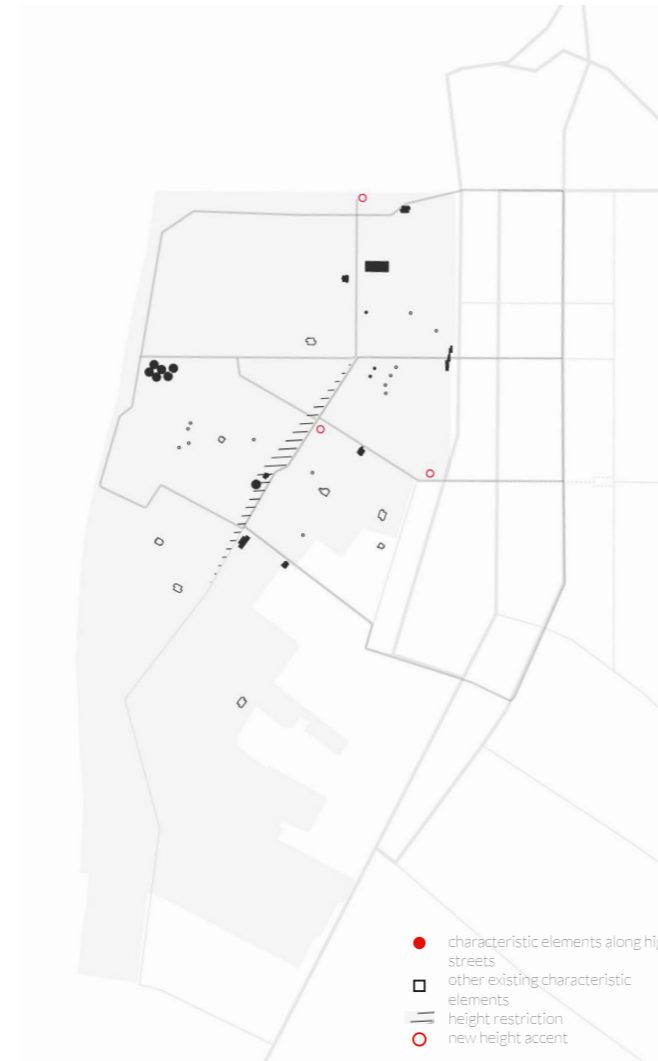 characteristic elements along hig
streets
other existing characteristic
elements
height restriction
new height accent